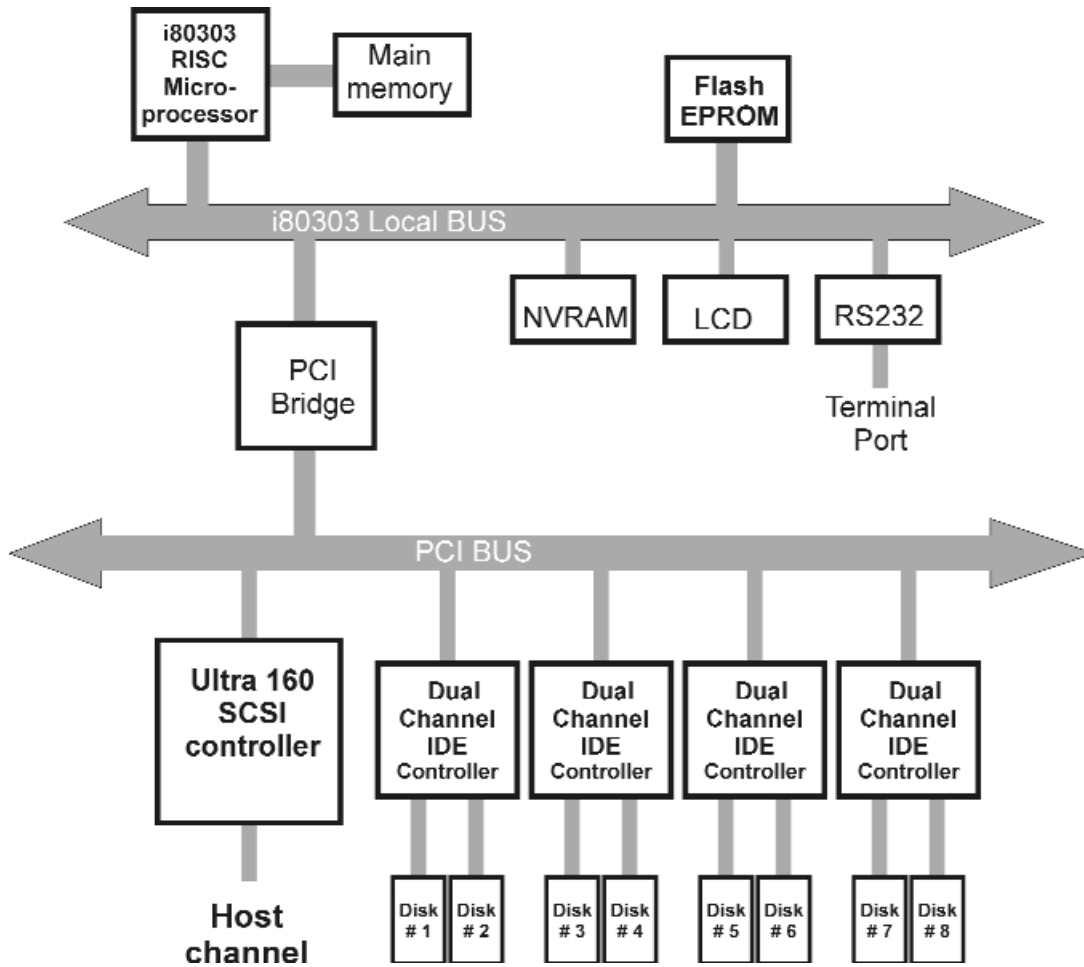 i80303
RISC
Micro-
processor
Main
memory
Flash
EPROM
i80303 Local BUS
NVRAM
LCD
RS232
PCI
Bridge
Terminal
Port
PCI BUS
Ultra 160
SCSI
controller
Dual
Channel
IDE
Controller
Dual
Channel
IDE
Controller
Dual
Channel
IDE
Controller
Dual
Channel
IDE
Controller
Host
channel
Disk
# 1
Disk
# 2
Disk
# 3
Disk
# 4
Disk
# 5
Disk
# 6
Disk
# 7
Disk
# 8